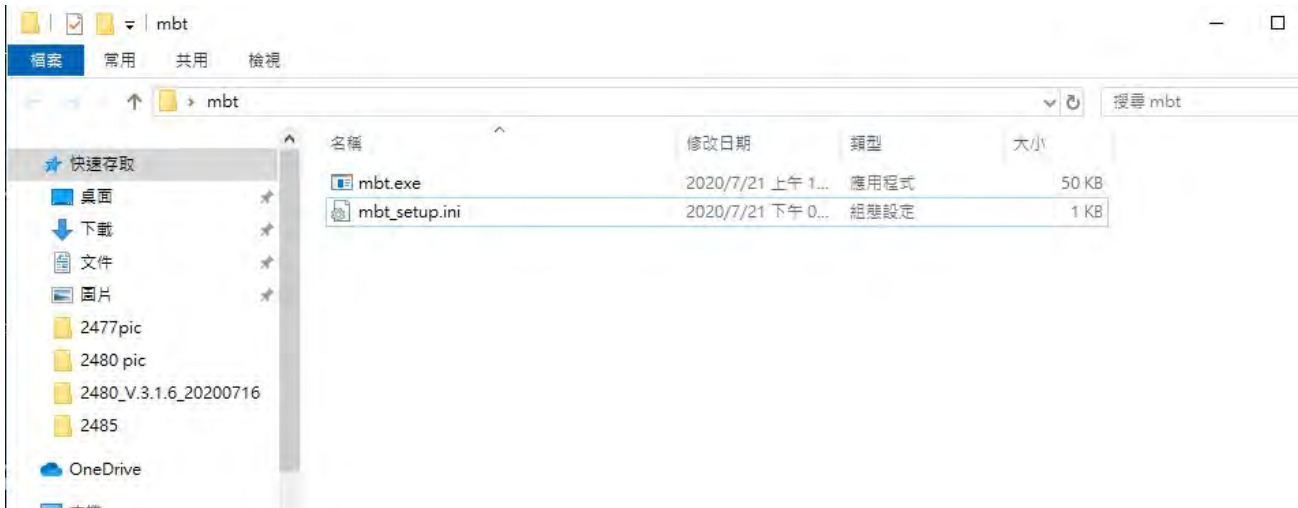 mbt
檔案 常用 共用 檢視
mbt
搜尋 mbt
名稱 修改日期 類型 大小
快速存取
mbt.exe 2020/7/21 上午 1... 應用程式 50 KB
桌面
mbt_setup.ini 2020/7/21 下午 0... 組態設定 1 KB
下載
文件
圖片
2477pic
2480 pic
2480_V.3.1.6_20200716
2485
OneDrive